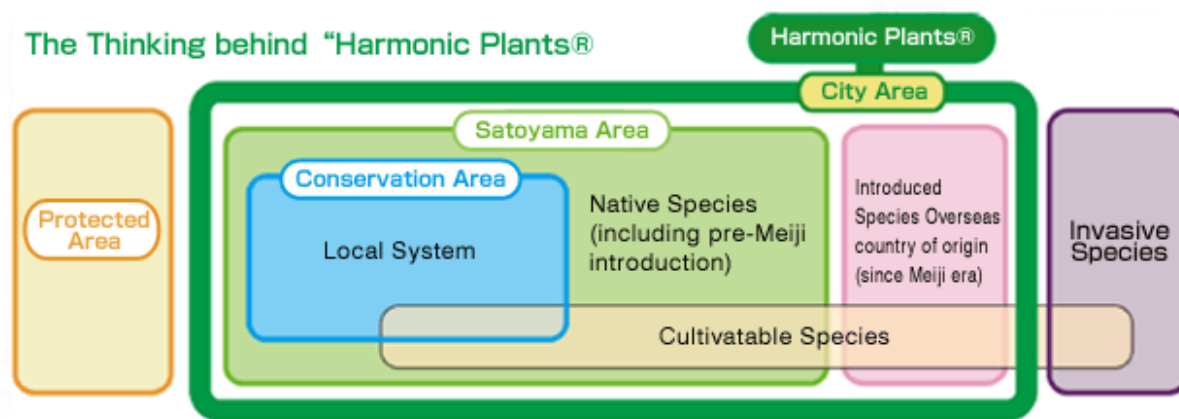 The Thinking behind “Harmonic Plants®
Harmonic Plants®
City Area
Satoyama Area
Conservation Area
Protected
Area
Local System
Native Species
(including pre-Meiji
introduction)
Introduced
Species Overseas
country of origin
(since Meiji era)
Invasive
Species
Cultivatable Species